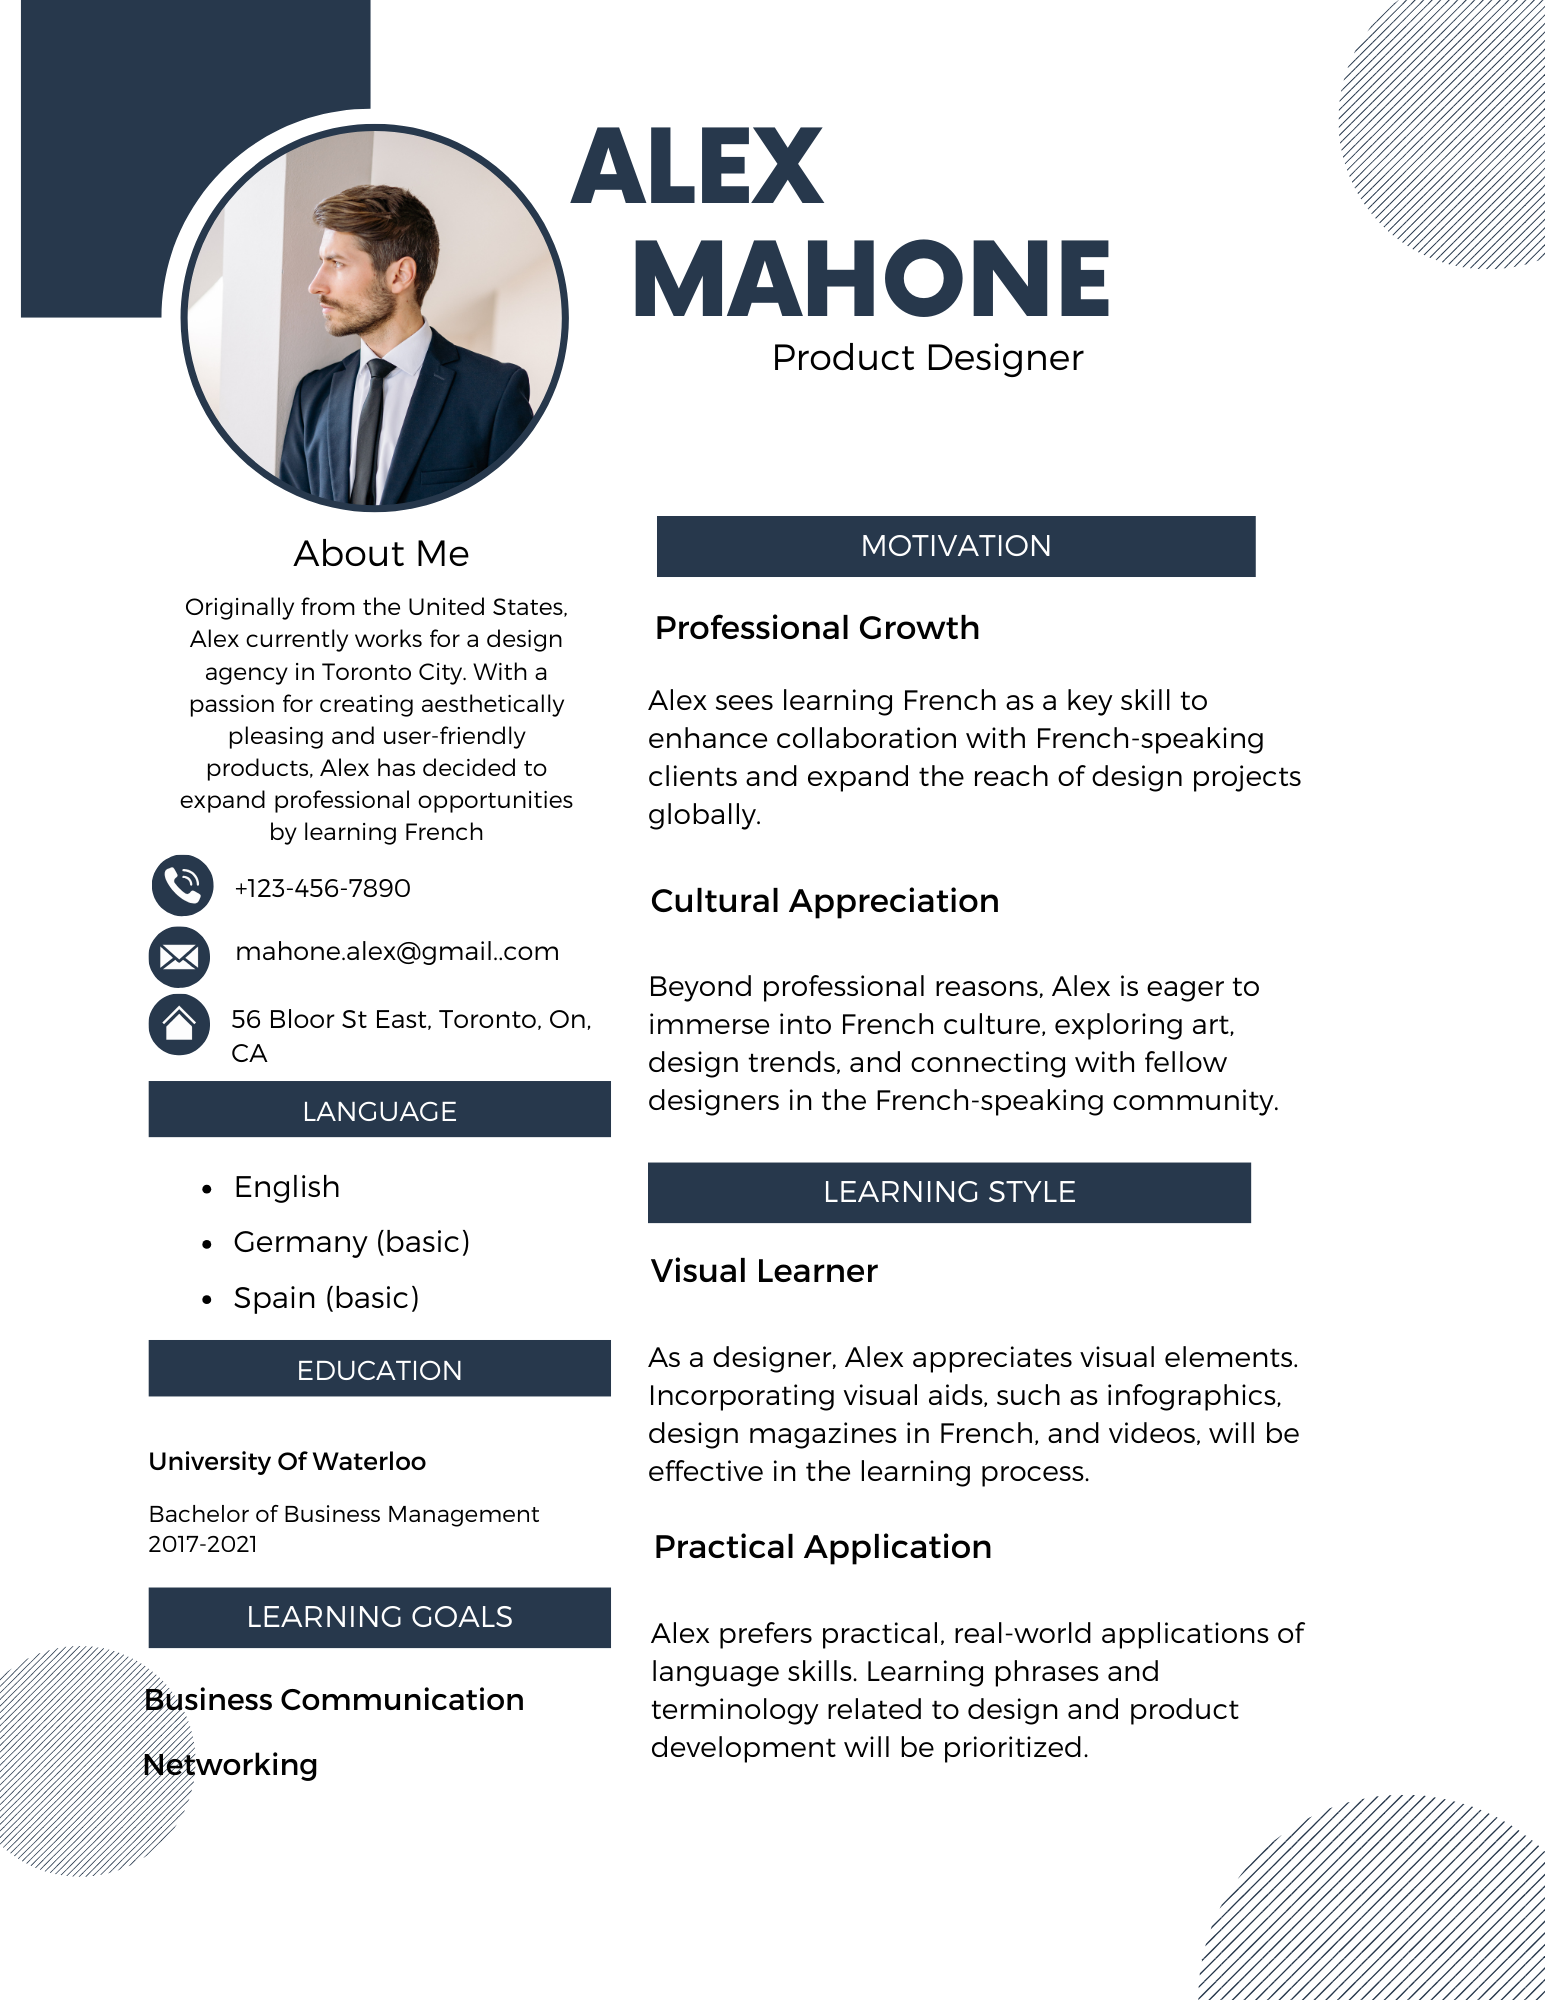 ALEX
MAHONE
Product Designer
About Me
Originally from the United States,
Alex currently works for a design
agency in Toronto City. With a
passion for creating aesthetically
pleasing and user-friendly
products, Alex has decided to
expand professional opportunities
by learning French
+123-456-7890
mahone.alex@gmail..com
56 Bloor St East, Toronto, On,
CA
LANGUAGE
• English
• Germany (basic)
• Spain (basic)
EDUCATION
University Of Waterloo
Bachelor of Business Management
2017-2021
LEARNING GOALS
Business Communication
Networking
MOTIVATION
Professional Growth
Alex sees learning French as a key skill to
enhance collaboration with French-speaking
clients and expand the reach of design projects
globally.
Cultural Appreciation
Beyond professional reasons, Alex is eager to
immerse into French culture, exploring art,
design trends, and connecting with fellow
designers in the French-speaking community.
LEARNING STYLE
Visual Learner
As a designer, Alex appreciates visual elements.
Incorporating visual aids, such as infographics,
design magazines in French, and videos, will be
effective in the learning process.
Practical Application
Alex prefers practical, real-world applications of
language skills. Learning phrases and
terminology related to design and product
development will be prioritized.